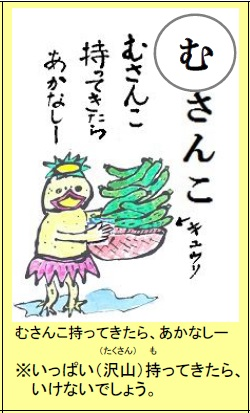 むさんこ
むさんこ
持ってきたら
あかなしー
キュウリ
むさんこ持ってきたら、あかなしー
（たくさん）　も
※いっぱい（沢山）持ってきたら、
いけないでしょう。